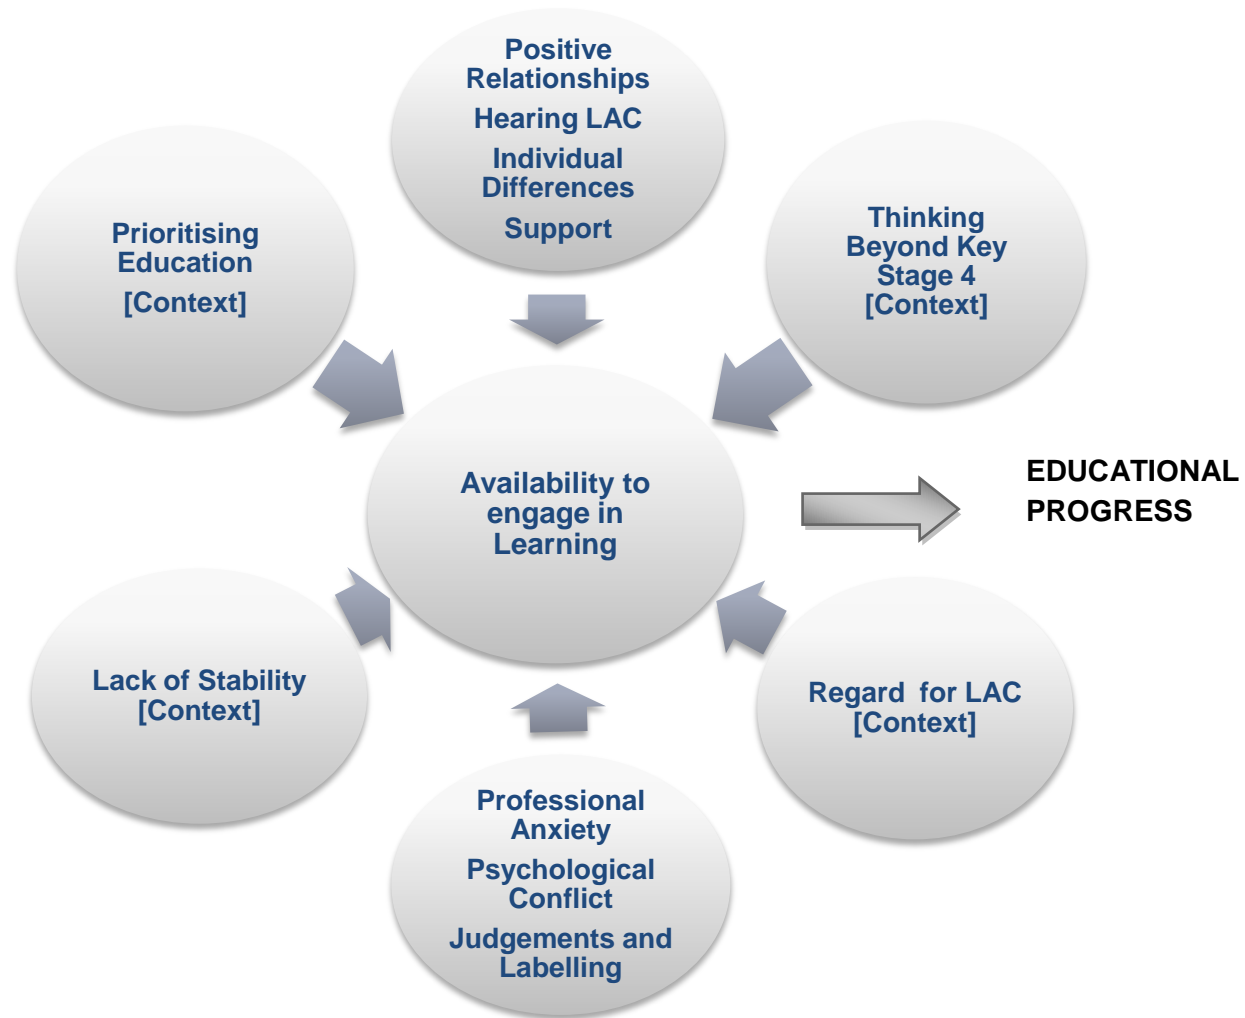 Positive
Relationships
Hearing LAC
Individual
Differences
Support
Prioritising
Education
[Context]
Thinking
Beyond Key
Stage 4
[Context]
Availability to
engage in
Learning
EDUCATIONAL
PROGRESS
Lack of Stability
[Context]
Regard for LAC
[Context]
Professional
Anxiety
Psychological
Conflict
Judgements and
Labelling